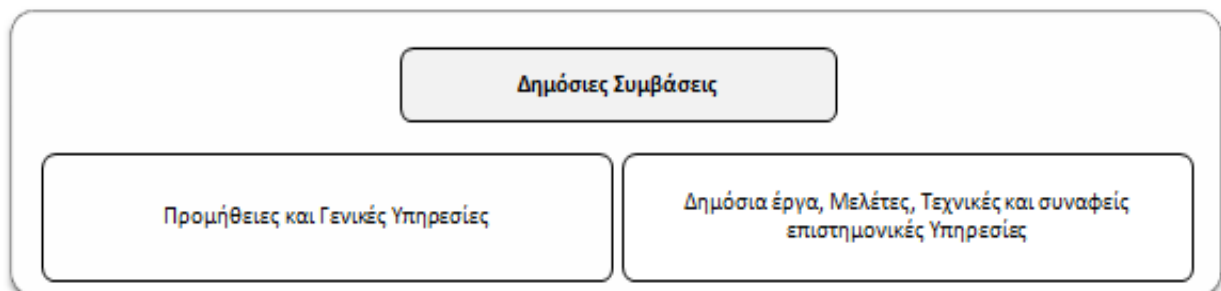 Δημόσιες Συμβάσεις
Προμήθειες και Γενικές Υπηρεσίες
Δημόσια έργα, Μελέτες, Τεχνικές και συναφείς
επιστημονικές Υπηρεσίες